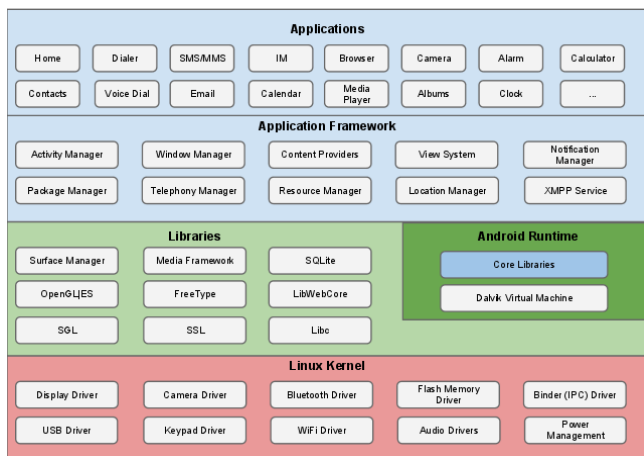 Applications
Home
Dialer
SMS/MMS
IM
Browser
Camera
Alarm
Calculator
Contacts
Voice Dial
Email
Calendar
Media
Player
Albums
Clock
...
Application Framework
Activity Manager
Window Manager
Content Providers
View System
Notification
Manager
Package Manager
Telephony Manager
Resource Manager
Location Manager
XMPP Service
Libraries
Surface Manager
Media Framework
SQLite
OpenGL|ES
FreeType
LibWebCore
SGL
SSL
Libc
Android Runtime
Core Libraries
Dalvik Virtual Machine
Linux Kernel
Display Driver
Camera Driver
Bluetooth Driver
Flash Memory
Driver
Binder (IPC) Driver
USB Driver
Keypad Driver
WiFi Driver
Audio Drivers
Power
Management